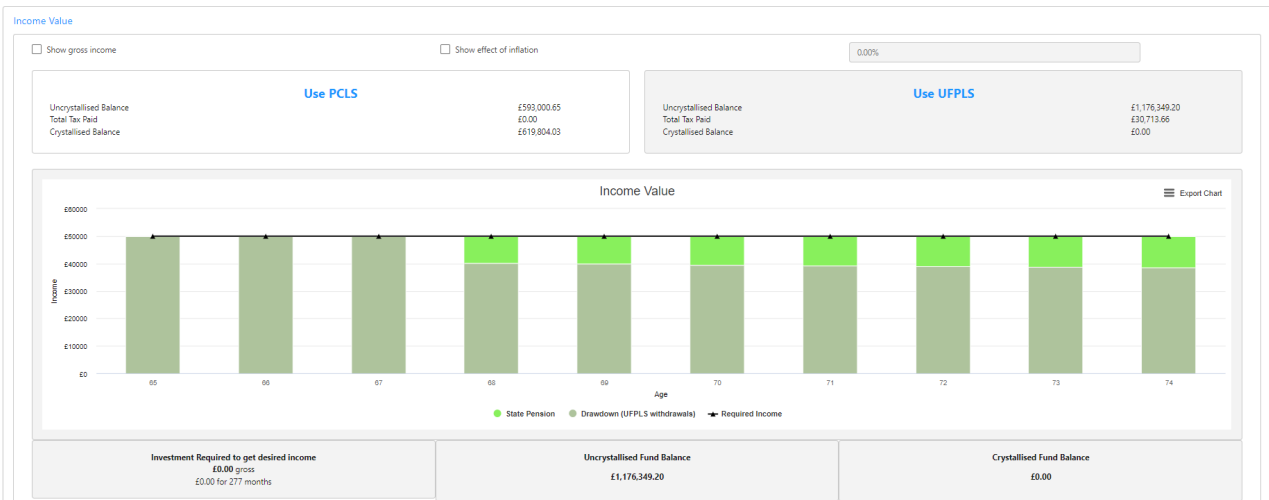 Income Value
Show gross income
Show effect of inflation
0.00%
Use PCLS
Uncrystallised Balance £593,000.65
Total Tax Paid £0.00
Crystallised Balance £619,804.03
Use UFPLS
Uncrystallised Balance £1,176,349.20
Total Tax Paid £30,713.66
Crystallised Balance £0.00
Income Value
Export Chart
£60000
£50000
£40000
£30000
£20000
£10000
£0
Income
65 66 67 68 69 70 71 72 73 74
Age
State Pension Drawdown (UFPLS withdrawals) Required Income
Investment Required to get desired income
£0.00 gross
£0.00 for 277 months
Uncrystallised Fund Balance
£1,176,349.20
Crystallised Fund Balance
£0.00